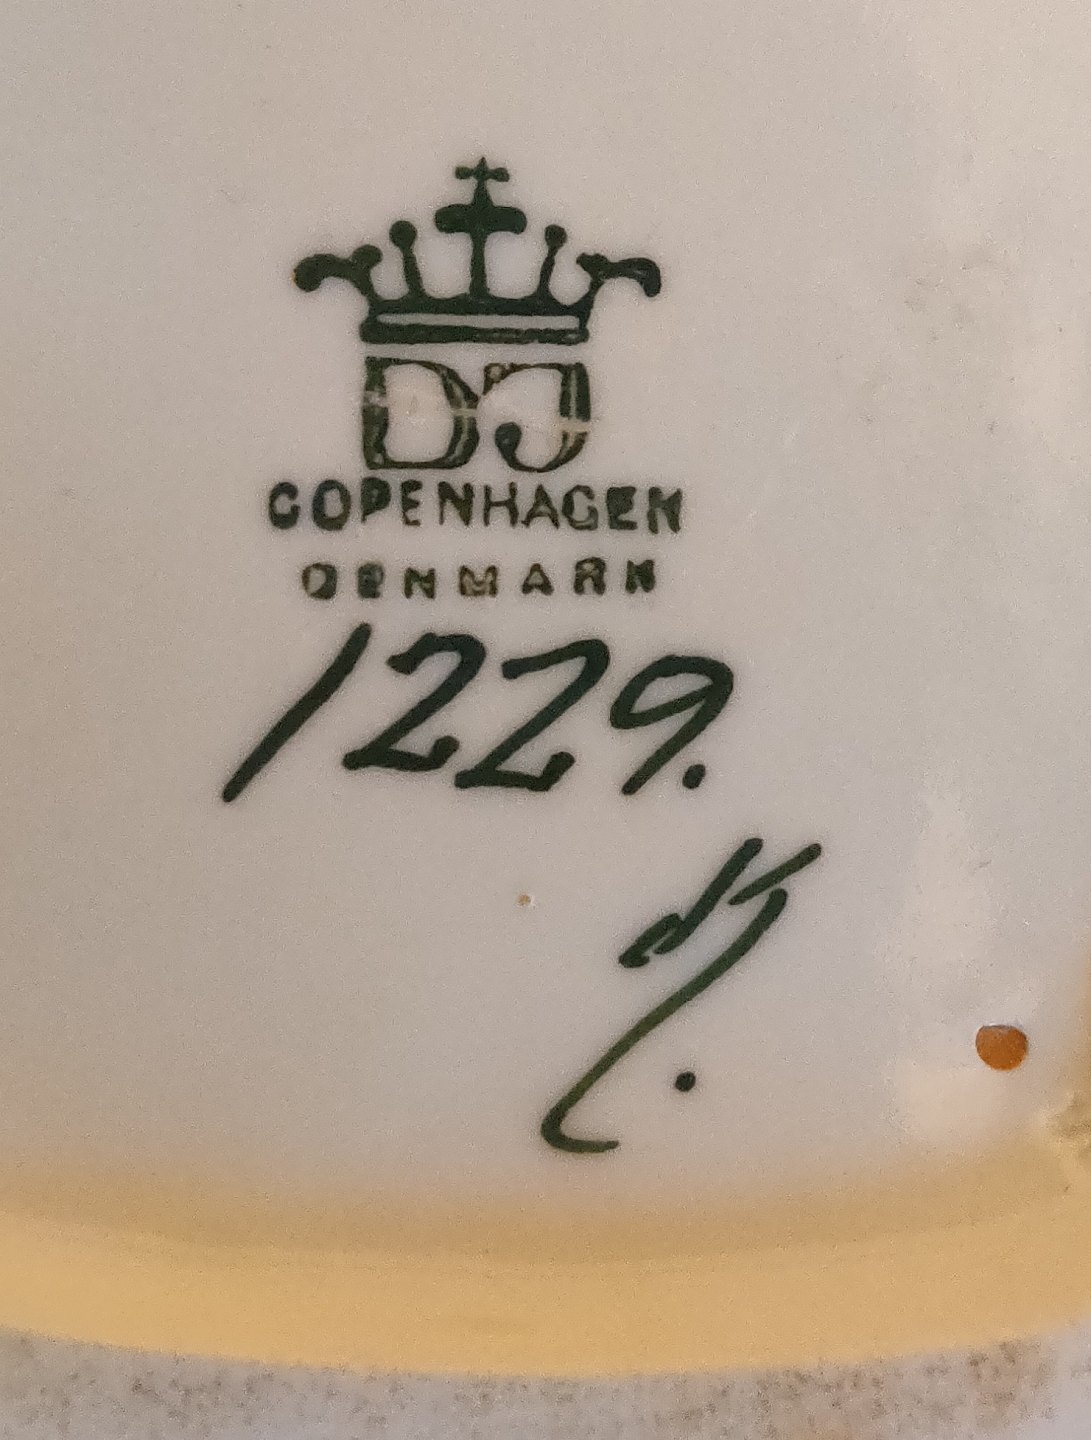 DJ
COPENHAGEN
DENMARK
1229.